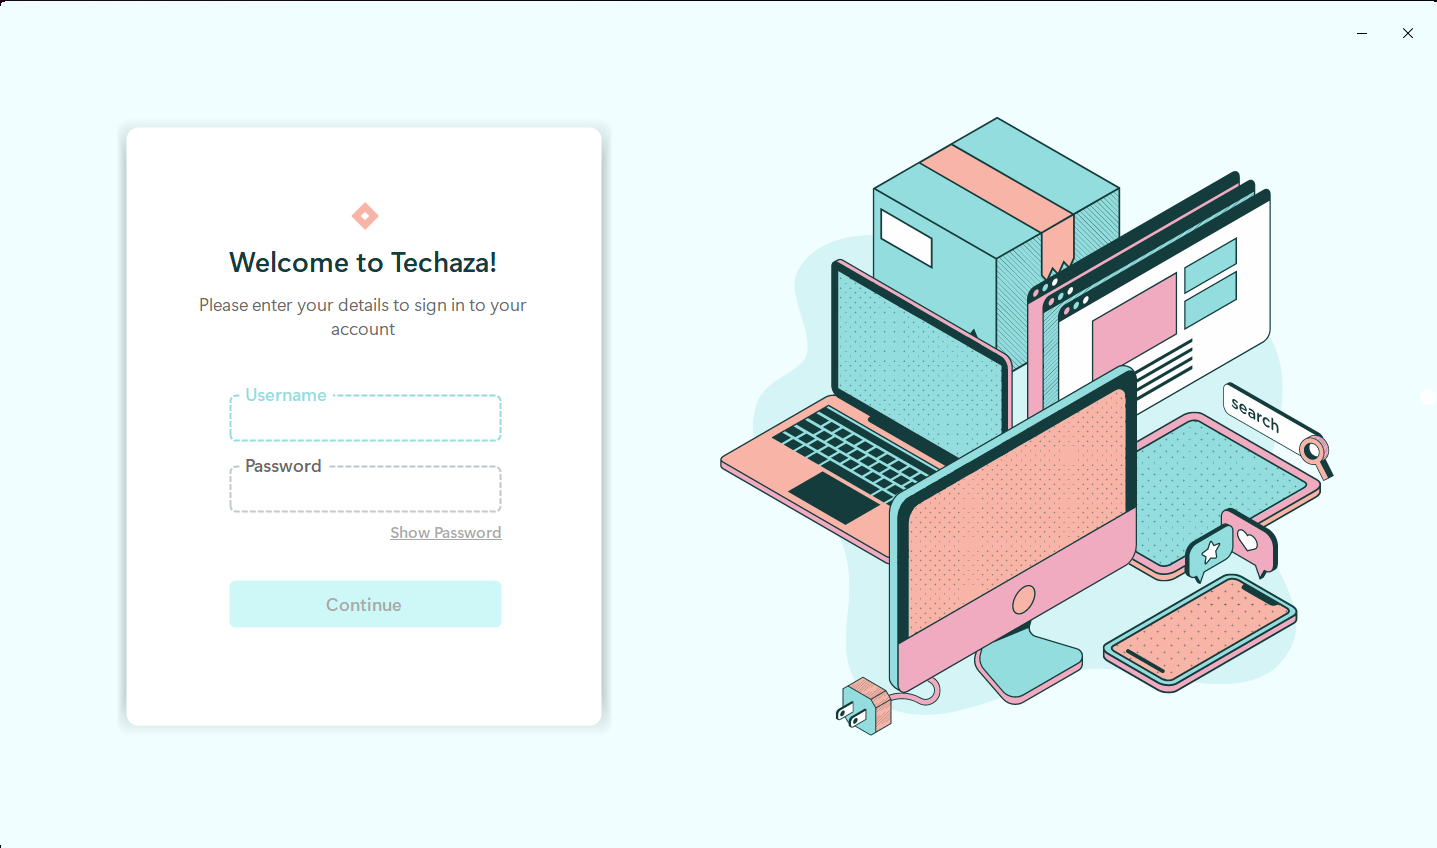 Welcome to Techaza!
Please enter your details to sign in to your
account
Username
Password
Show Password
Continue
search